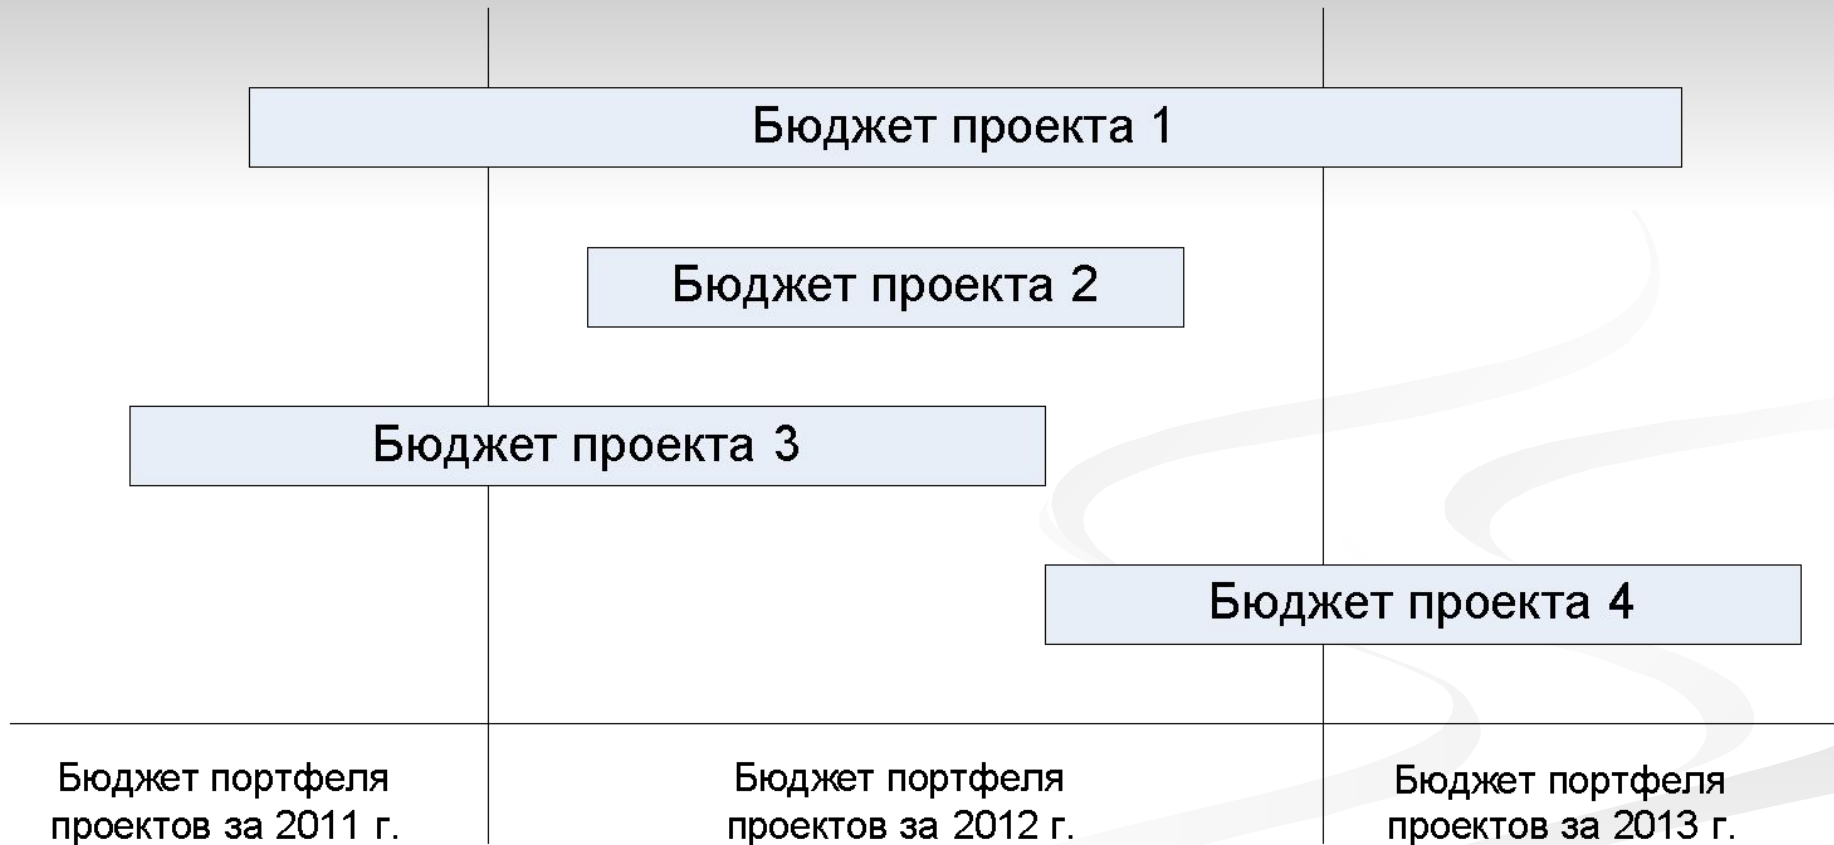 Бюджет проекта 1
Бюджет проекта 2
Бюджет проекта 3
Бюджет проекта 4
Бюджет портфеля
проектов за 2011 г.
Бюджет портфеля
проектов за 2012 г.
Бюджет портфеля
проектов за 2013 г.